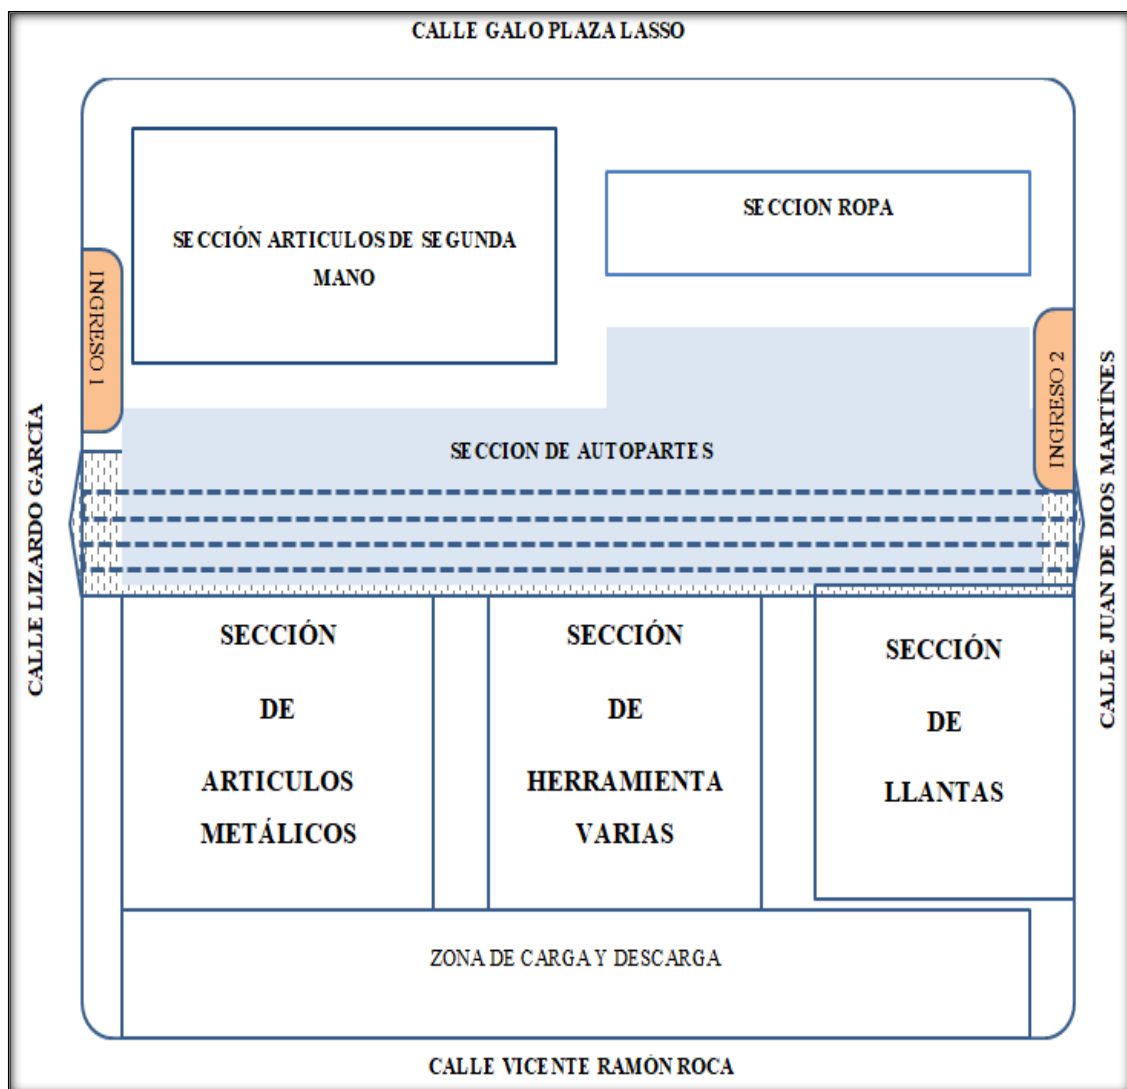 CALLE GALO PLAZA LASSO
SECCIÓN ARTICULOS DE SEGUNDA
MANO
SECCION ROPA
INGRESO 1
INGRESO 2
CALLE LIZARDO GARCÍA
CALLE JUAN DE DIOS MARTÍNES
SECCION DE AUTOPARTES
SECCIÓN
DE
ARTICULOS
METÁLICOS
SECCIÓN
DE
HERRAMIENTA
VARIAS
SECCIÓN
DE
LLANTAS
ZONA DE CARGA Y DESCARGA
CALLE VICENTE RAMÓN ROCA